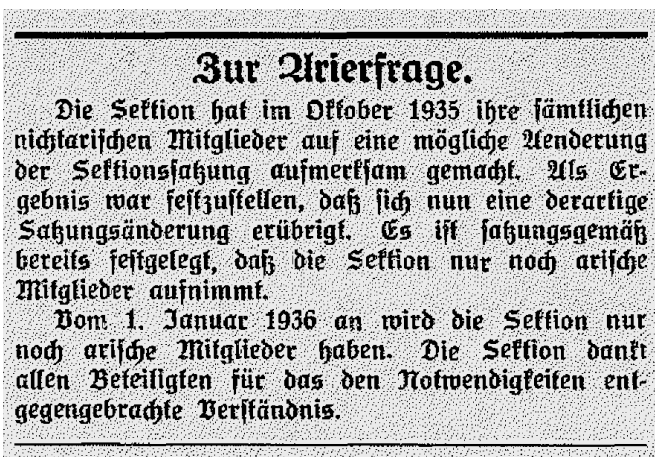 Zur Arierfrage.
Die Sektion hat im Oktober 1935 ihre sämtlichen
nichtarischen Mitglieder auf eine mögliche Aenderung
der Sektionssatzung aufmerksam gemacht. Als Er-
gebnis war festzustellen, daß sich nun eine derartige
Satzungsänderung erübrigt. Es ist satzungsgemäß
bereits festgelegt, daß die Sektion nur noch arische
Mitglieder aufnimmt.
Vom 1. Januar 1936 an wird die Sektion nur
noch arische Mitglieder haben. Die Sektion dankt
allen Beteiligten für das den Notwendigkeiten ent-
gegengebrachte Verständnis.